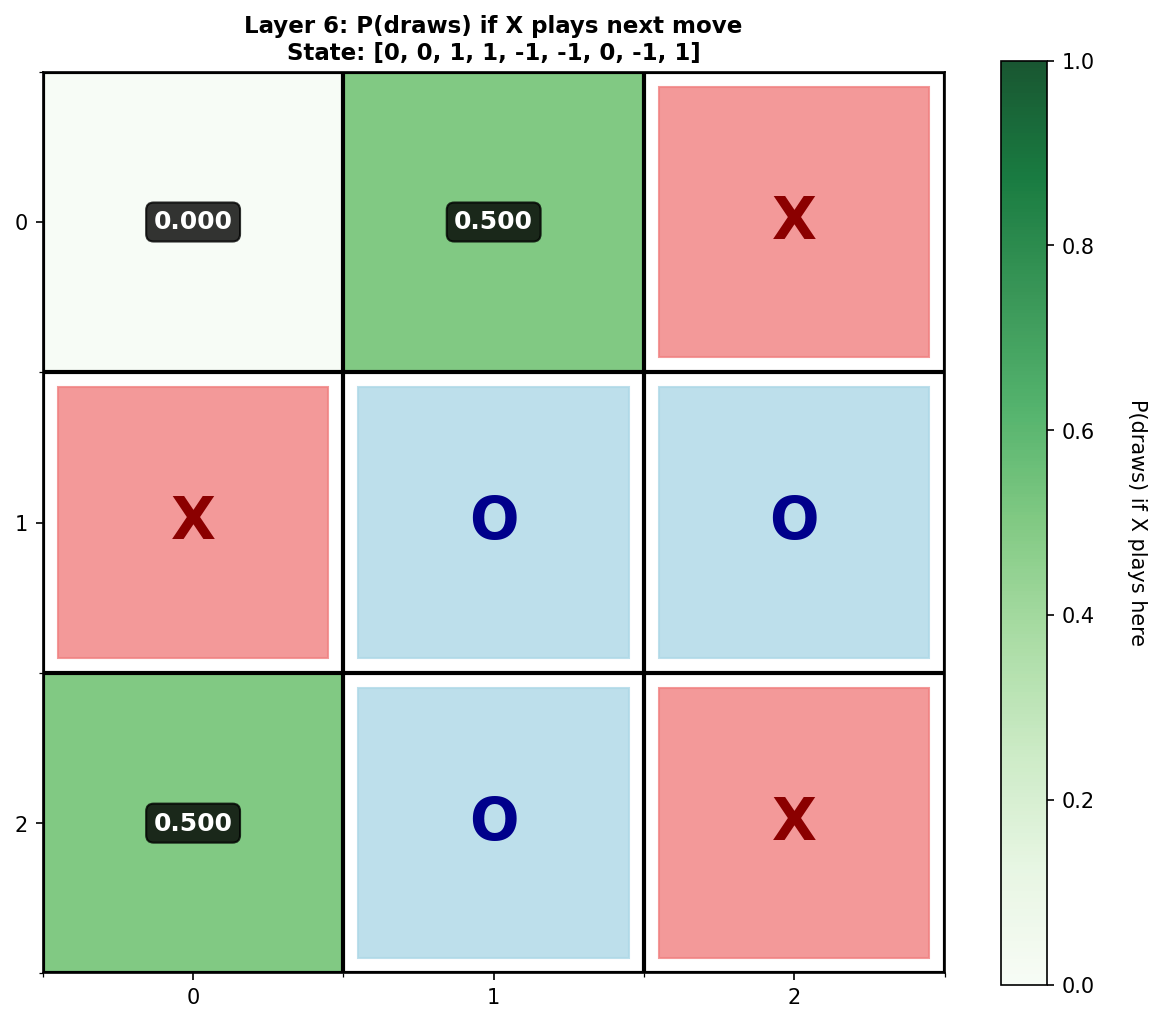 Layer 6: P(draws) if X plays next move
State: [0, 0, 1, 1, -1, -1, 0, -1, 1]
0
0.000
0.500
X
1
X
O
O
2
0.500
O
X
0
1
2
1.0
0.8
0.6
0.4
0.2
0.0
P(draws) if X plays here